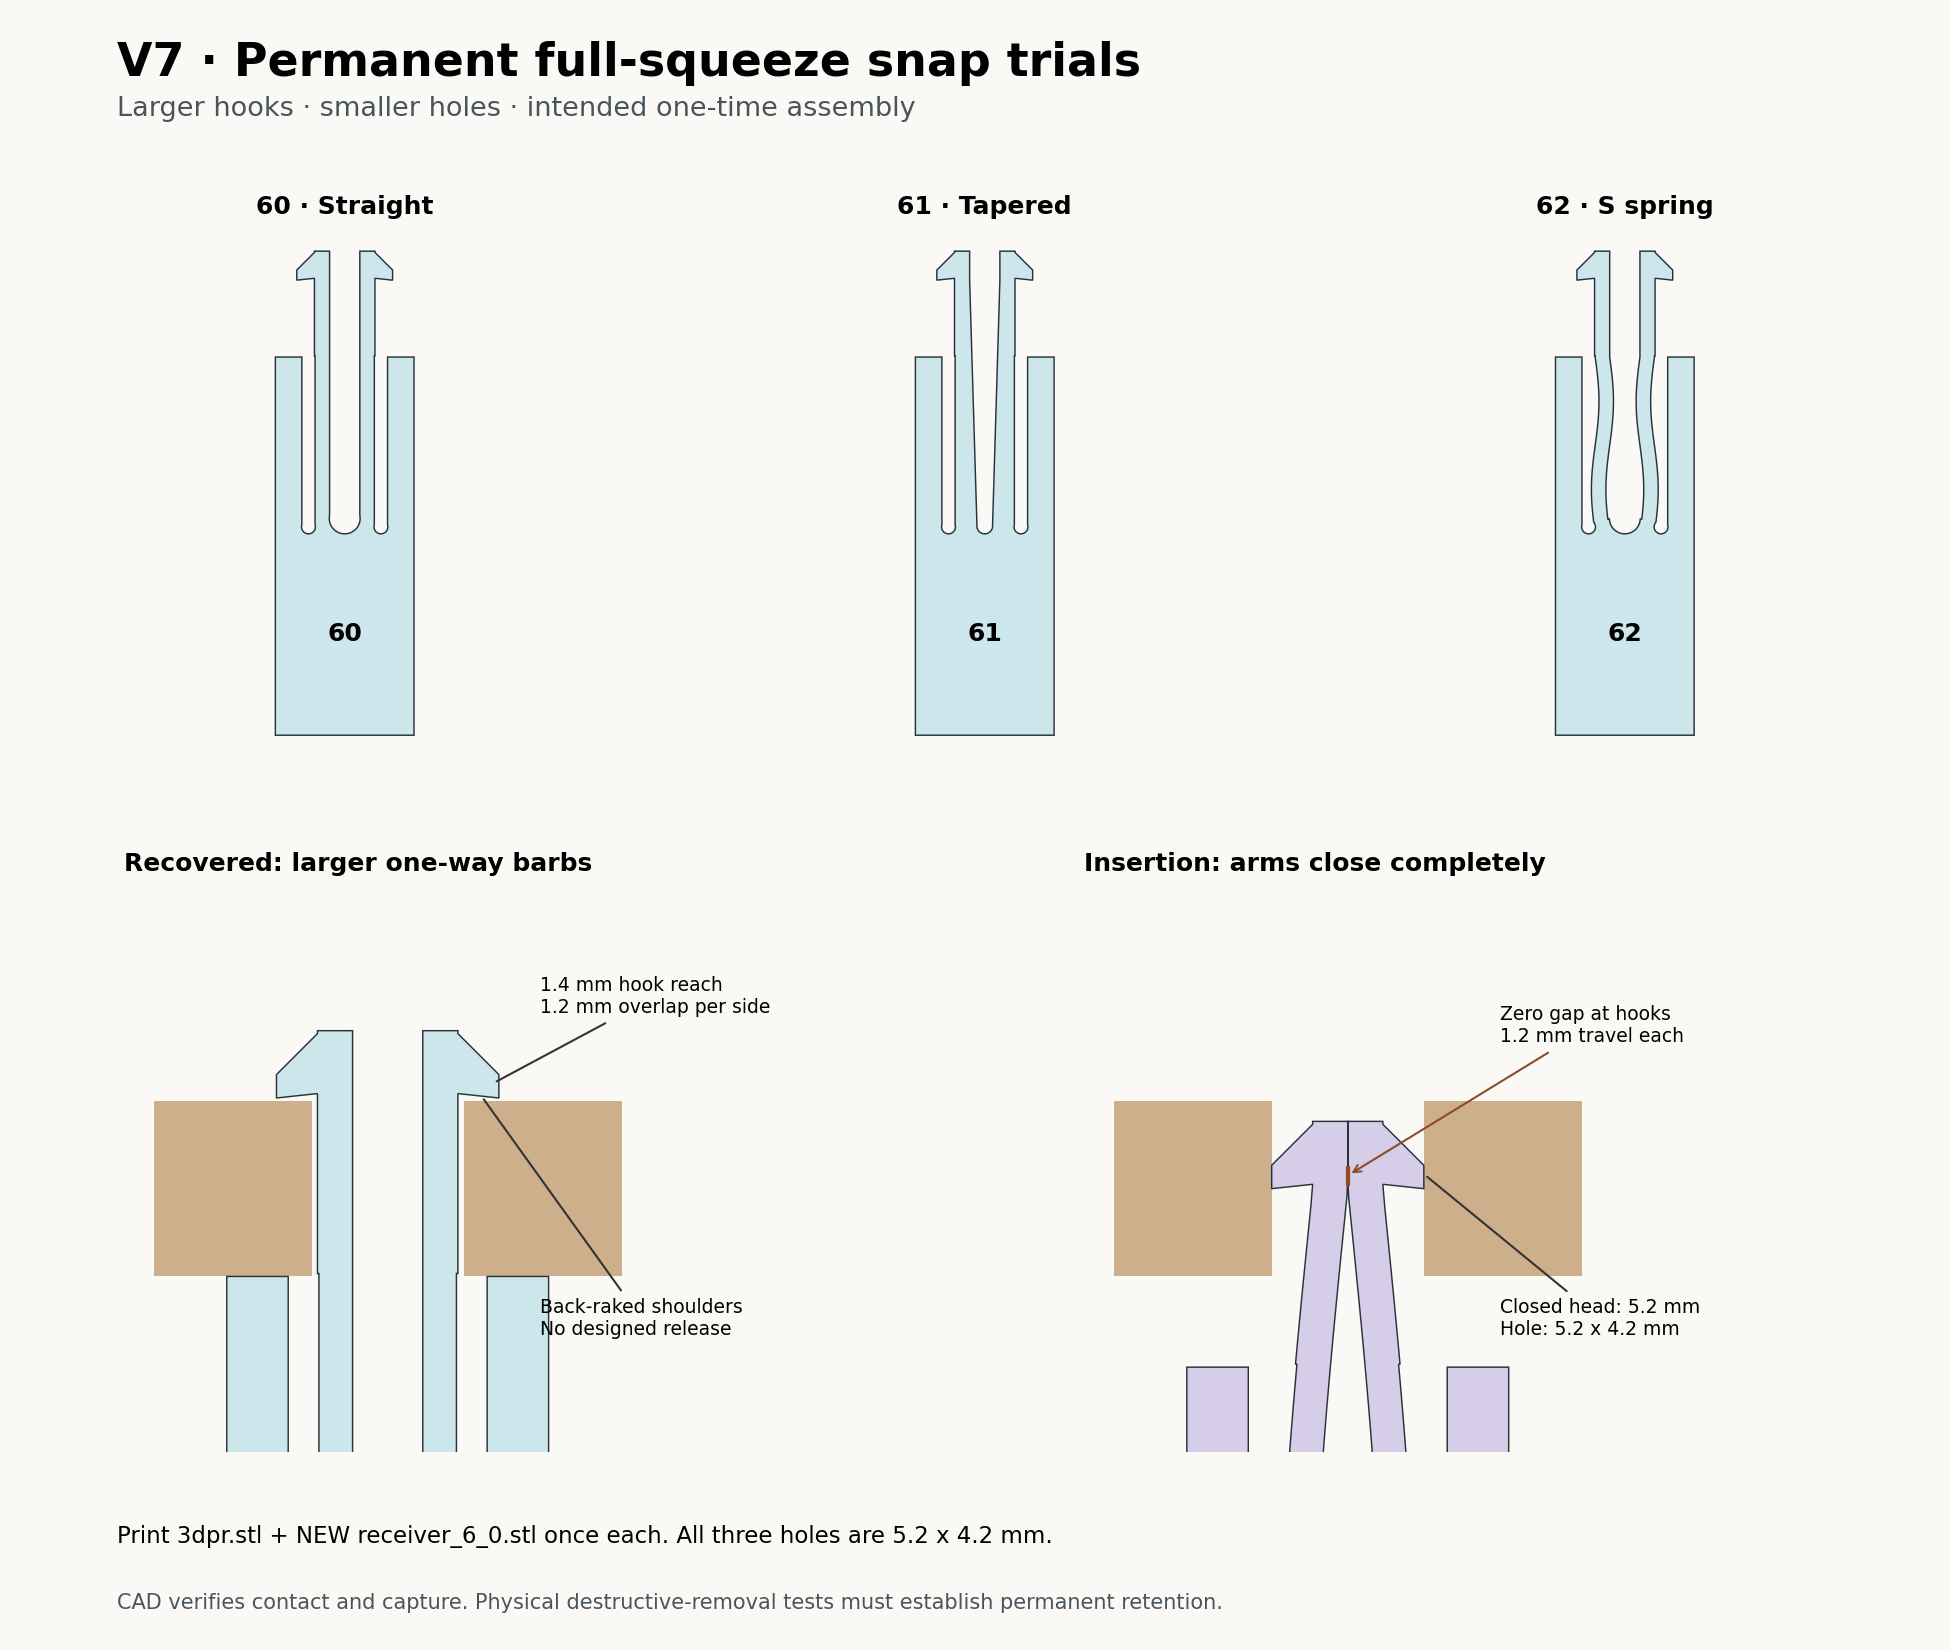 V7 · Permanent full-squeeze snap trials
Larger hooks · smaller holes · intended one-time assembly
60 · Straight
61 · Tapered
62 · S spring
60
61
62
Recovered: larger one-way barbs
Insertion: arms close completely
1.4 mm hook reach
1.2 mm overlap per side
Zero gap at hooks
1.2 mm travel each
Back-raked shoulders
No designed release
Closed head: 5.2 mm
Hole: 5.2 x 4.2 mm
Print 3dpr.stl + NEW receiver_6_0.stl once each. All three holes are 5.2 x 4.2 mm.
CAD verifies contact and capture. Physical destructive-removal tests must establish permanent retention.